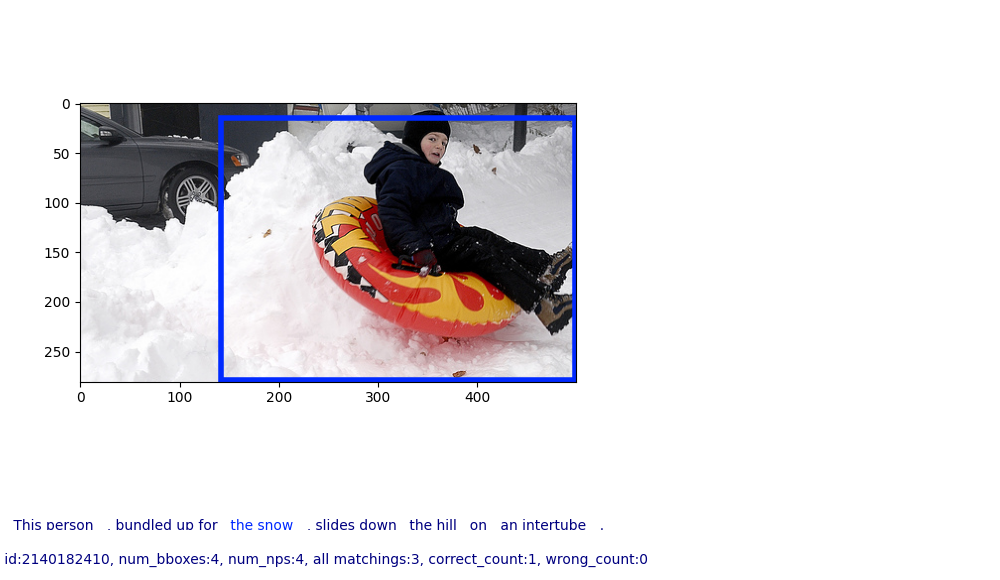 0
50
100
150
200
250
0 100 200 300 400
This person , bundled up for the snow , slides down the hill on an intertube .
id:2140182410, num_bboxes:4, num_nps:4, all matchings:3, correct_count:1, wrong_count:0